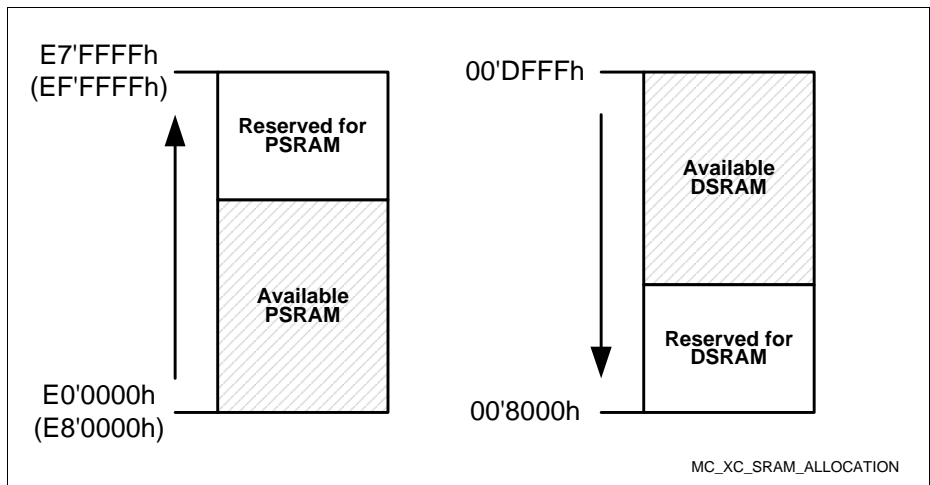 E7'FFFFh
(EF'FFFFh)
Reserved for
PSRAM
Available
PSRAM
E0'0000h
(E8'0000h)
00'DFFFh
Available
DSRAM
Reserved for
DSRAM
00'8000h
MC_XC_SRAM_ALLOCATION